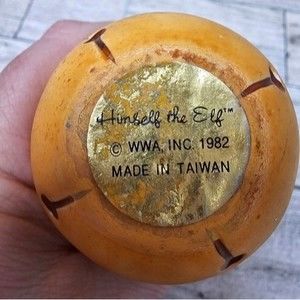 Himself the Elf™
© WWA, INC. 1982
MADE IN TAIWAN